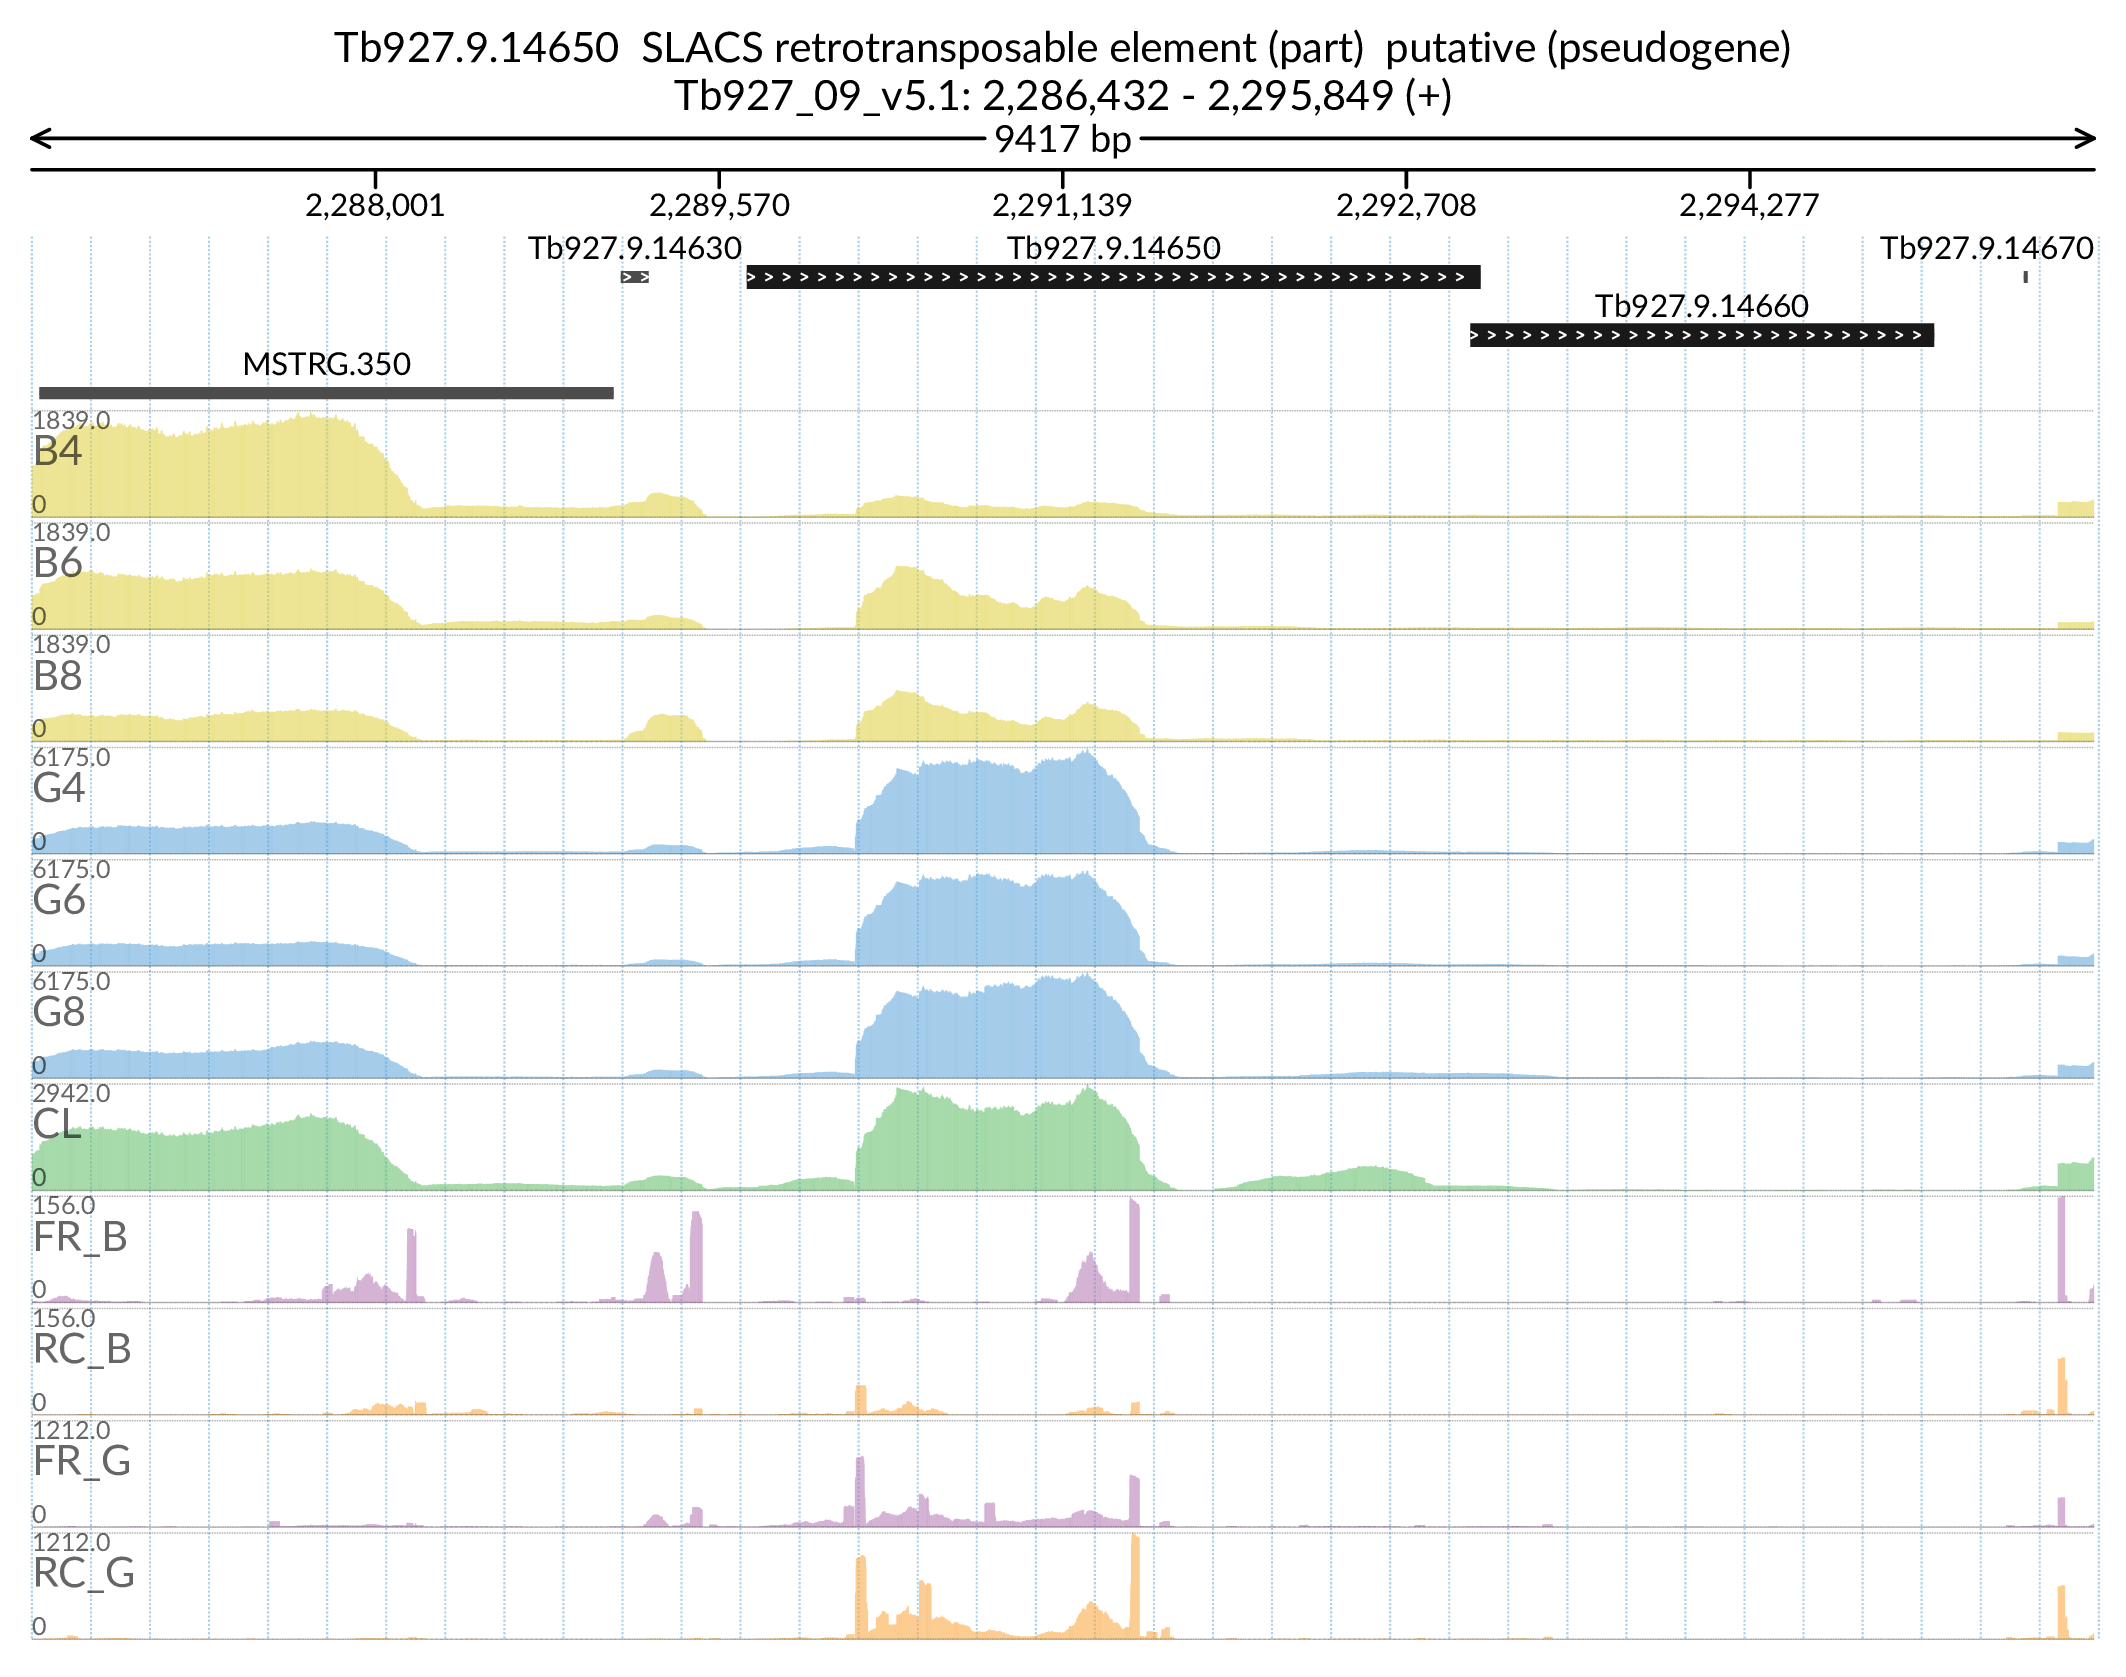 Tb927.9.14650  SLACS retrotransposable element (part)  putative (pseudogene)
Tb927_09_v5.1: 2,286,432 - 2,295,849 (+)
9417 bp
2,288,001 2,289,570 2,291,139 2,292,708 2,294,277
Tb927.9.14630 Tb927.9.14650 Tb927.9.14670
Tb927.9.14660
MSTRG.350
1839.0
B4
0
1839.0
B6
0
1839.0
B8
0
6175.0
G4
0
6175.0
G6
0
6175.0
G8
0
2942.0
CL
0
156.0
FR_B
0
156.0
RC_B
0
1212.0
FR_G
0
1212.0
RC_G
0